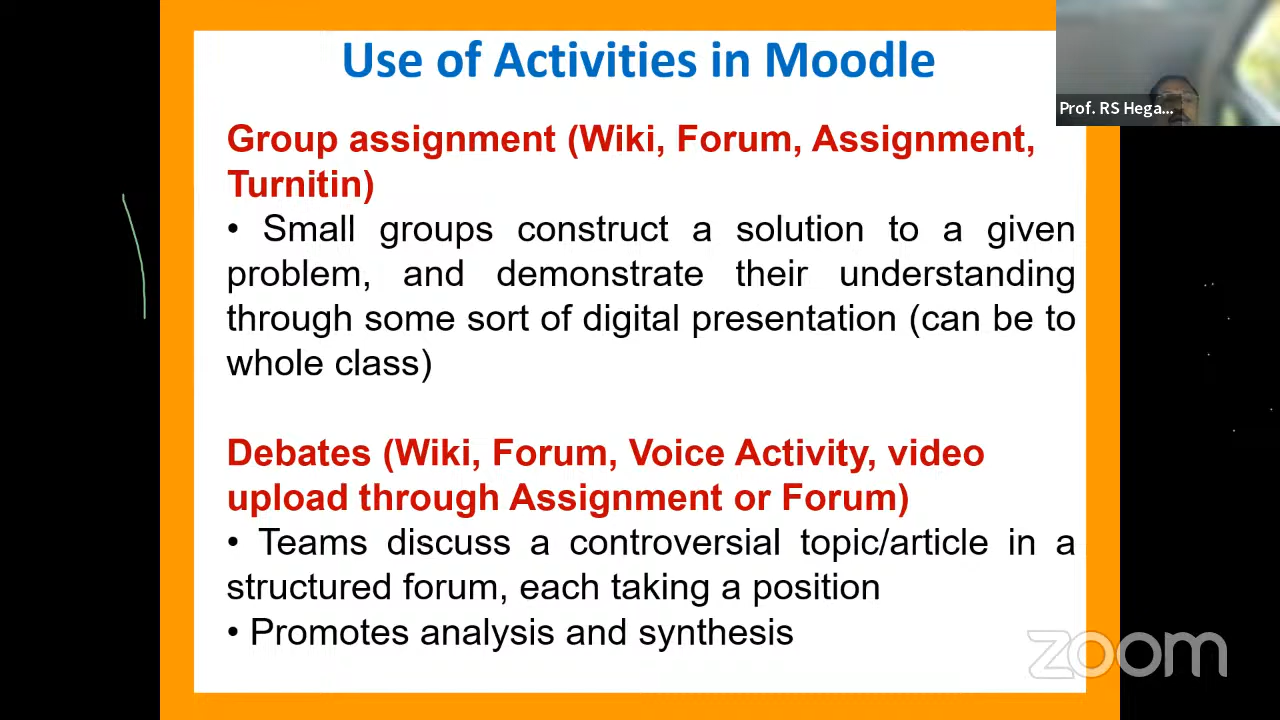 Use of Activities in Moodle
Prof. RS Hega...
Group assignment (Wiki, Forum, Assignment,
Turnitin)
• Small groups construct a solution to a given
problem, and demonstrate their understanding
through some sort of digital presentation (can be to
whole class)
Debates (Wiki, Forum, Voice Activity, video
upload through Assignment or Forum)
• Teams discuss a controversial topic/article in a
structured forum, each taking a position
• Promotes analysis and synthesis
zoom